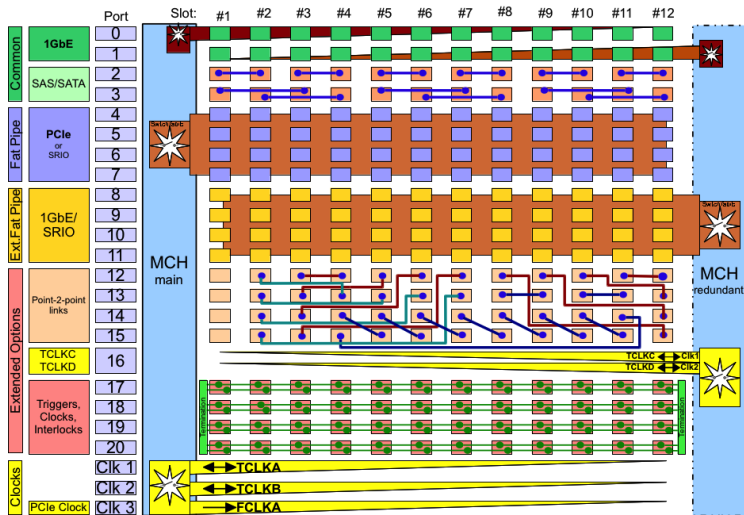 Port
Slot:
#1
#2
#3
#4
#5
#6
#7
#8
#9
#10
#11
#12
Common
1GbE
0
1
SAS/SATA
2
3
Fat Pipe
PCIe
or
SRIO
4
5
6
7
Ext.Fat Pipe
1GbE/
SRIO
8
9
10
11
Extended Options
Point-2-point
links
12
13
14
15
TCLKC
TCLKD
16
Triggers,
Clocks,
Interlocks
17
18
19
20
Clocks
Clk 1
Clk 2
PCIe Clock
Clk 3
MCH
main
MCH
redundant
TCLKC
Clk1
TCLKD
Clk2
Termination
Termination
TCLKA
TCLKB
FCLKA